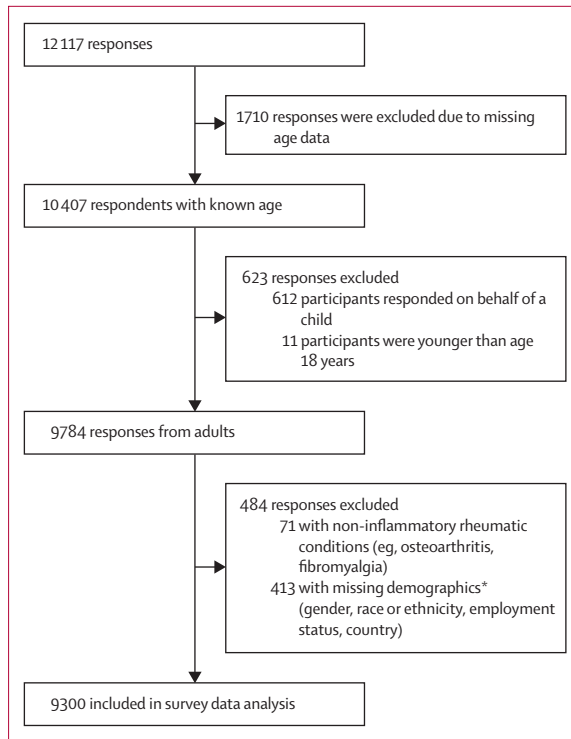 12 117 responses
1710 responses were excluded due to missing
age data
10 407 respondents with known age
623 responses excluded
612 participants responded on behalf of a
child
11 participants were younger than age
18 years
9784 responses from adults
484 responses excluded
71 with non-inflammatory rheumatic
conditions (eg, osteoarthritis,
fibromyalgia)
413 with missing demographics*
(gender, race or ethnicity, employment
status, country)
9300 included in survey data analysis